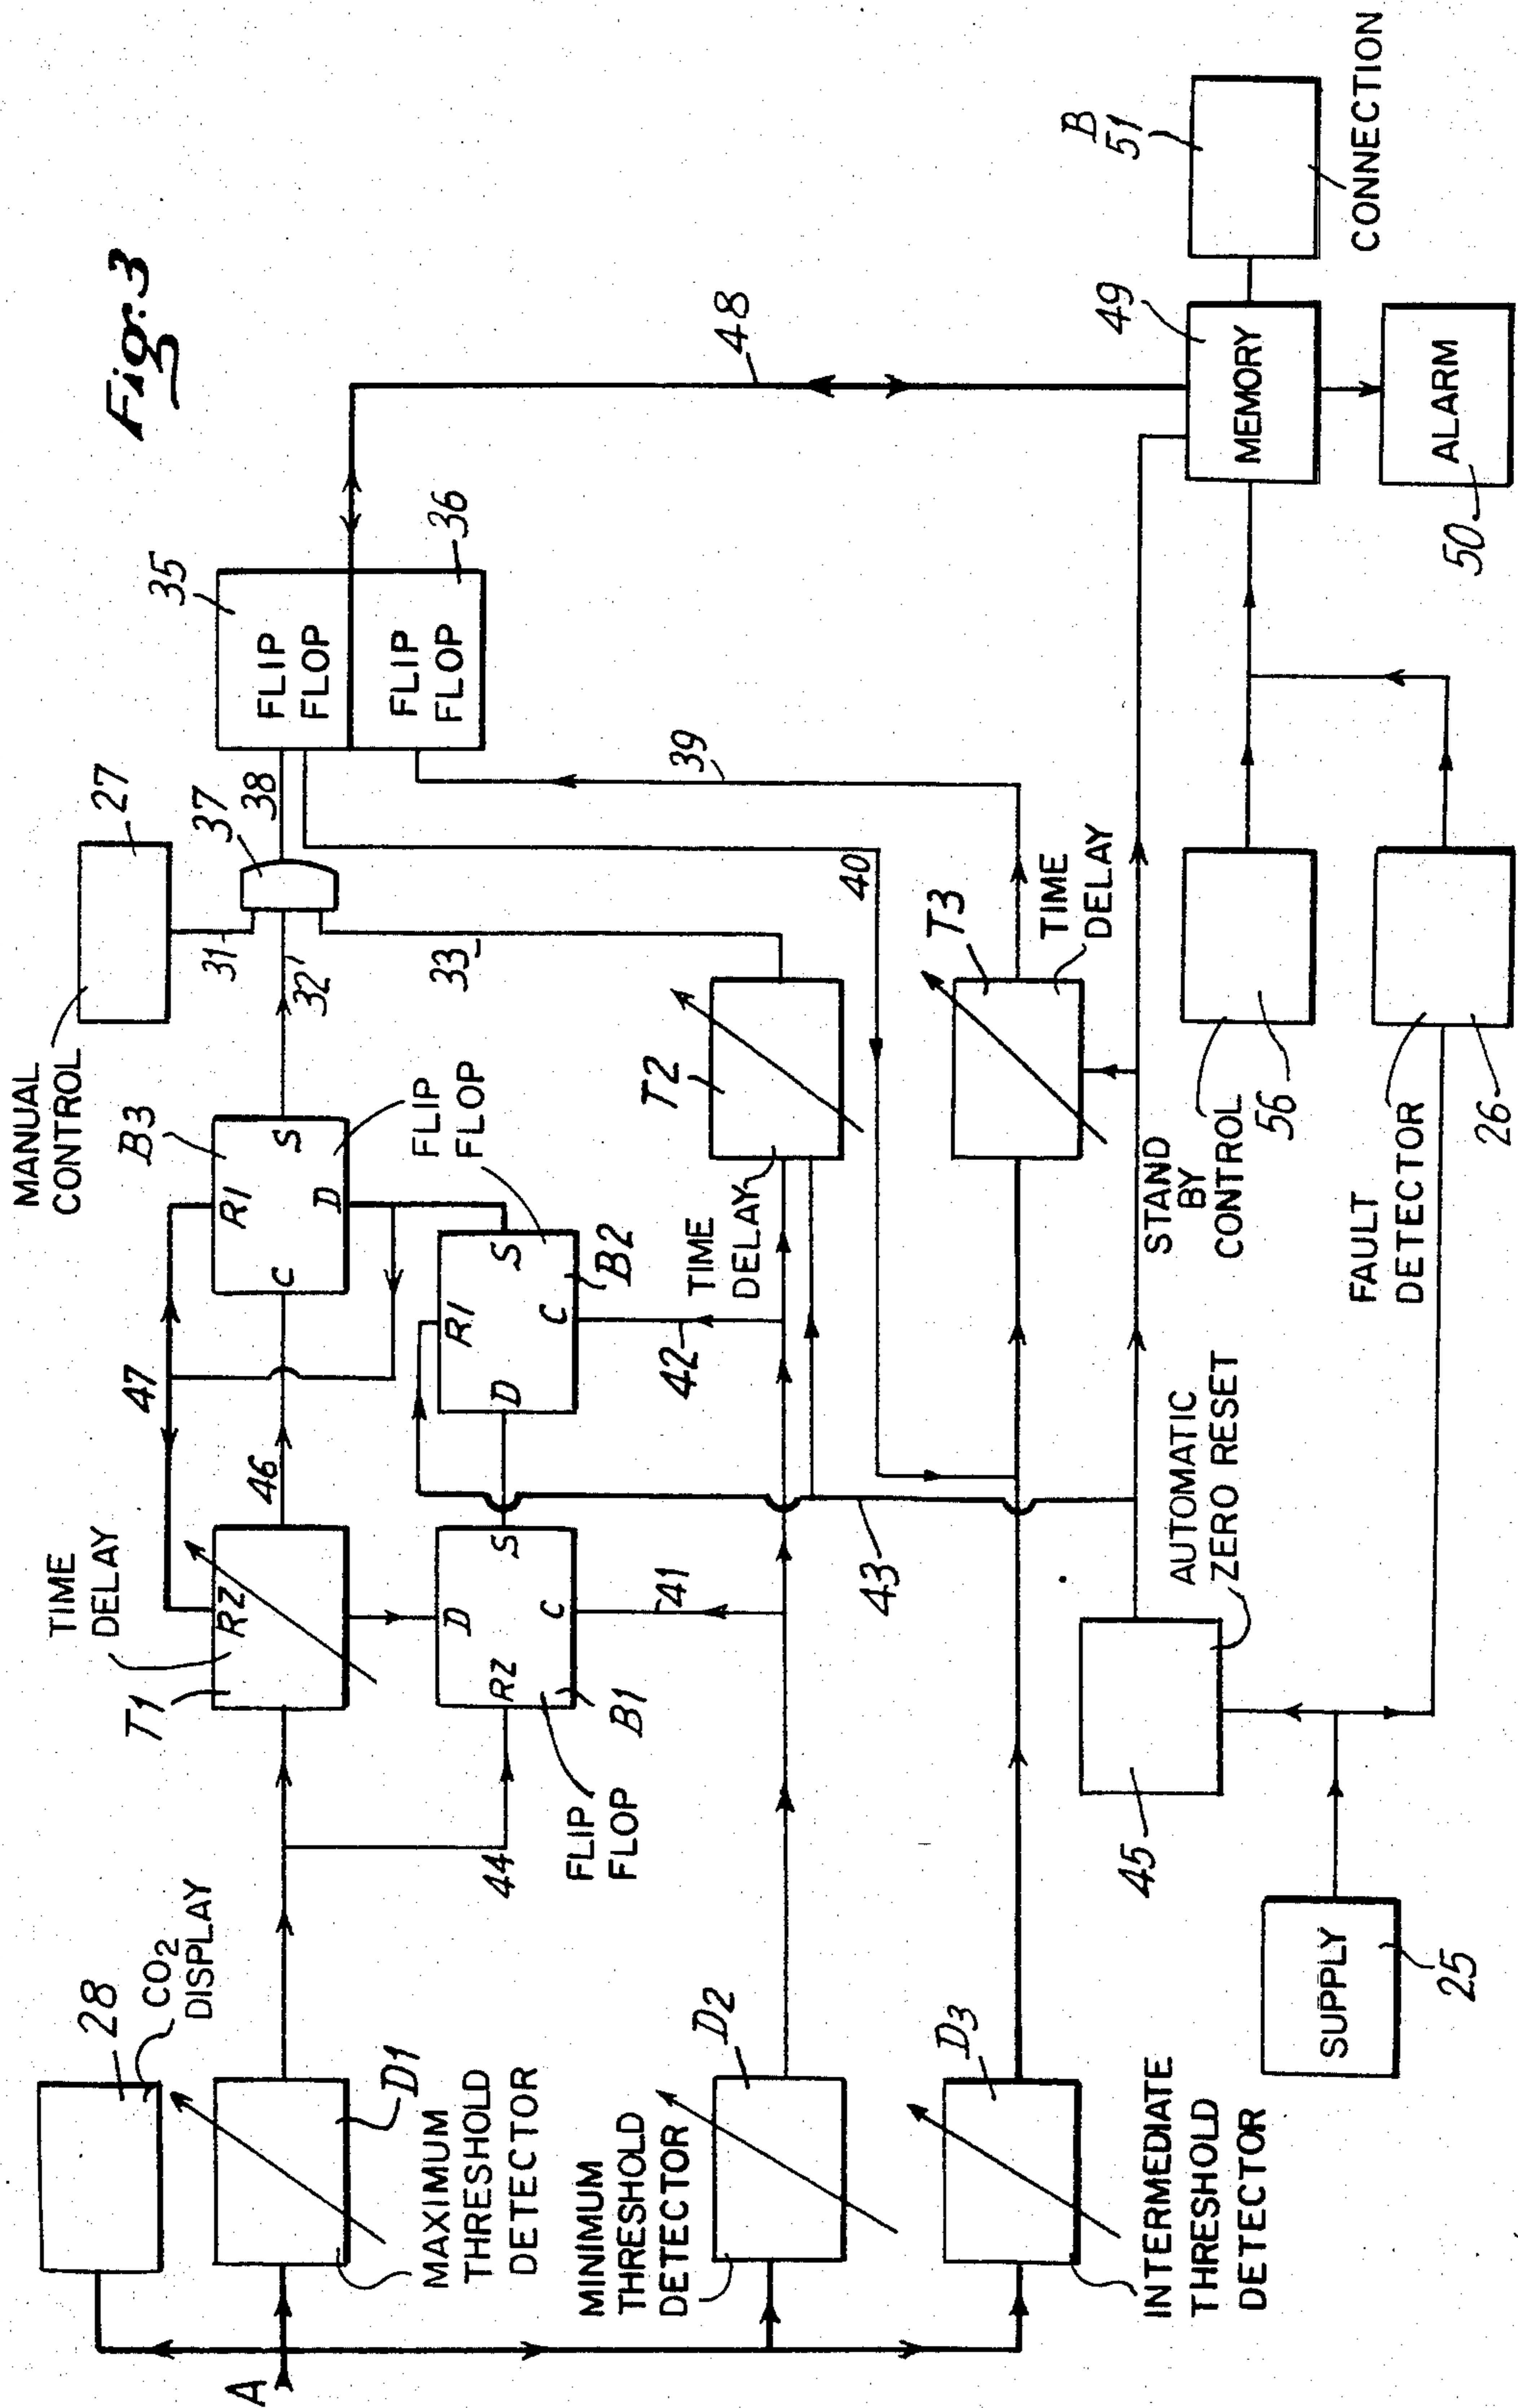 Fig. 3
A
28
CO2
DISPLAY
D1
MAXIMUM
THRESHOLD
DETECTOR
MINIMUM
THRESHOLD
DETECTOR
D2
D3
INTERMEDIATE
THRESHOLD
DETECTOR
SUPPLY
25
45
AUTOMATIC
ZERO RESET
TIME
DELAY
T1
RZ
44
FLIP
FLOP
B1
RZ
D
S
C
41
43
46
47
42
D
R1
S
C
B2
FLIP
FLOP
B3
R1
C
S
D
MANUAL
CONTROL
27
31
32'
33
37
38
TIME
DELAY
T2
40
T3
TIME
DELAY
39
35
FLIP
FLOP
FLIP
FLOP
36
48
STAND
BY
CONTROL
56
FAULT
DETECTOR
26
MEMORY
49
ALARM
50
B
51
CONNECTION